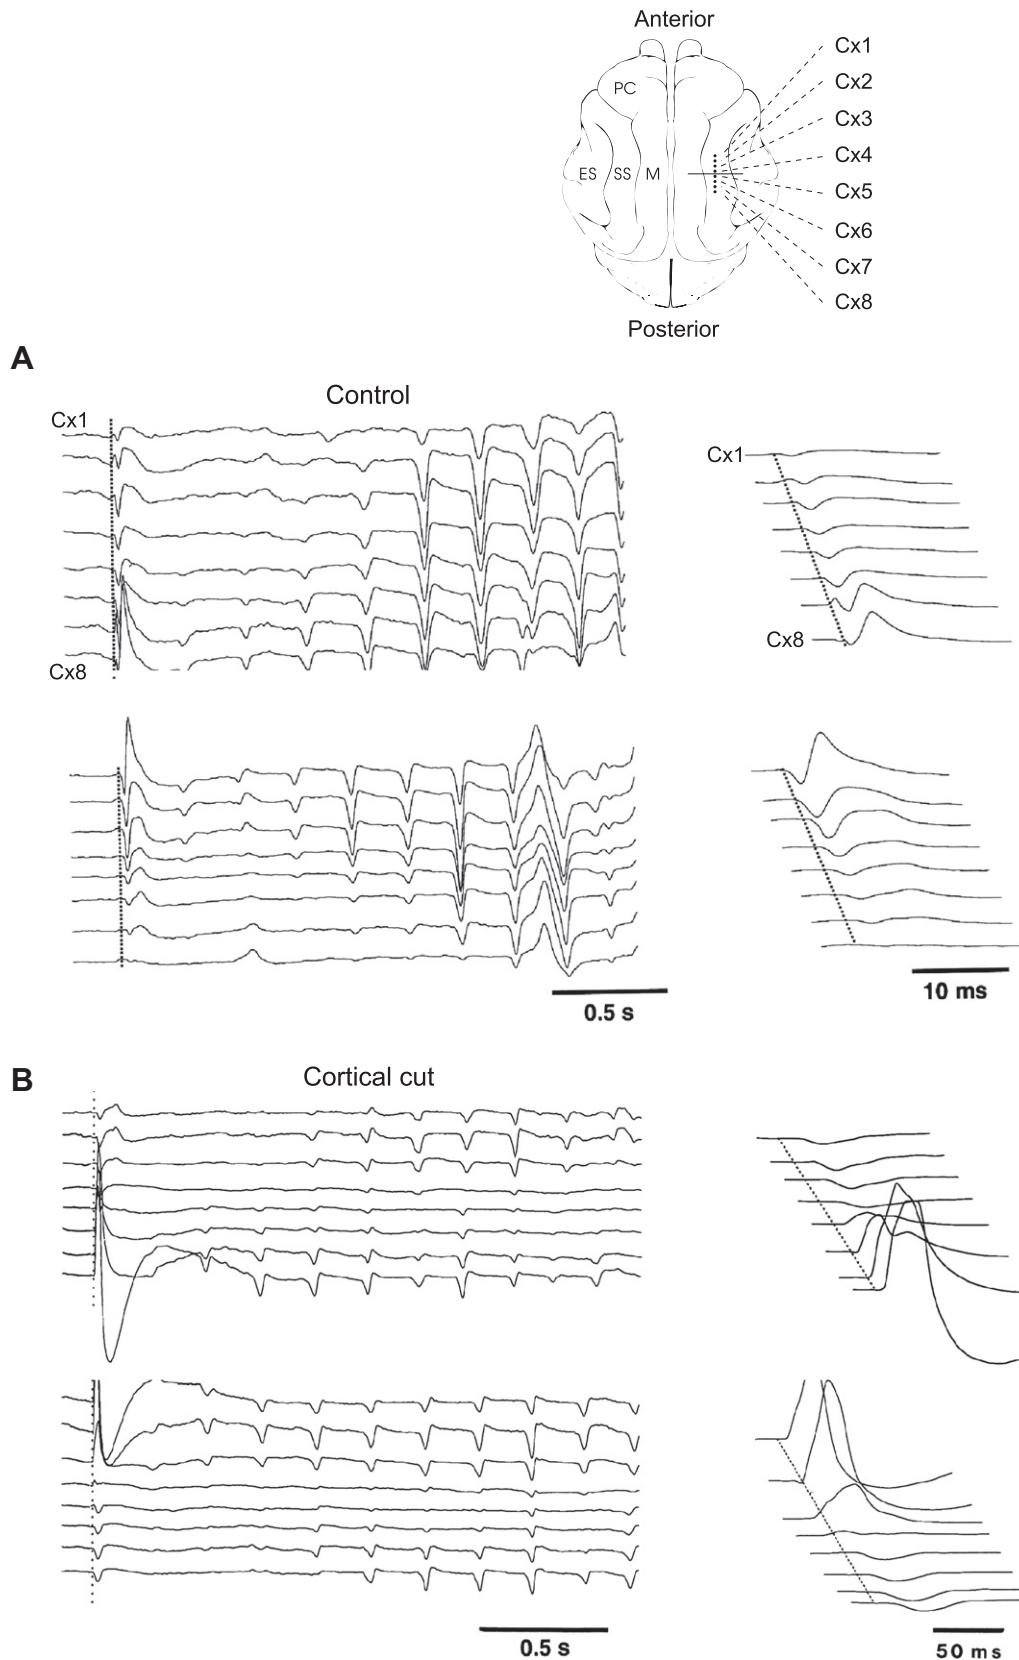 Anterior
Cx1
Cx2
Cx3
Cx4
Cx5
Cx6
Cx7
Cx8
PC
ES SS M
Posterior
A
Control
Cx1
Cx8
Cx1
Cx8
0.5 s
10 ms
B
Cortical cut
0.5 s
50 ms